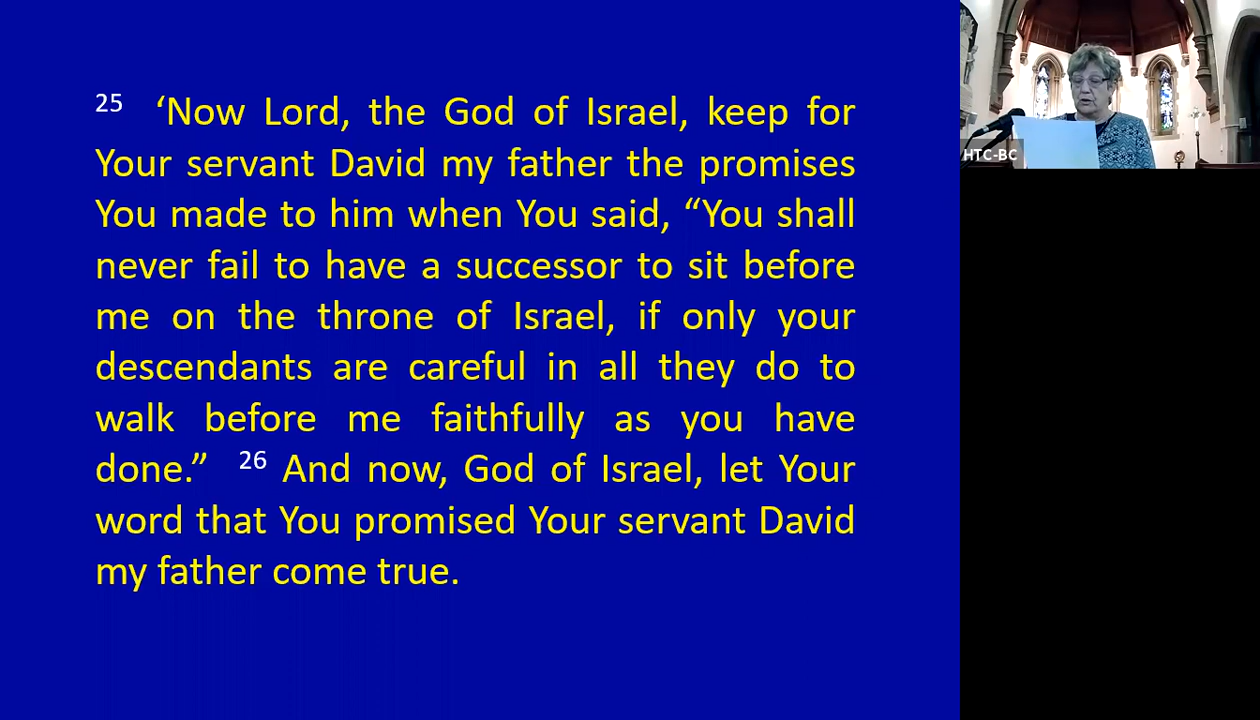 25 ‘Now Lord, the God of Israel, keep for
Your servant David my father the promises
You made to him when You said, “You shall
never fail to have a successor to sit before
me on the throne of Israel, if only your
descendants are careful in all they do to
walk before me faithfully as you have
done.” 26 And now, God of Israel, let Your
word that You promised Your servant David
my father come true.
HTC-BC